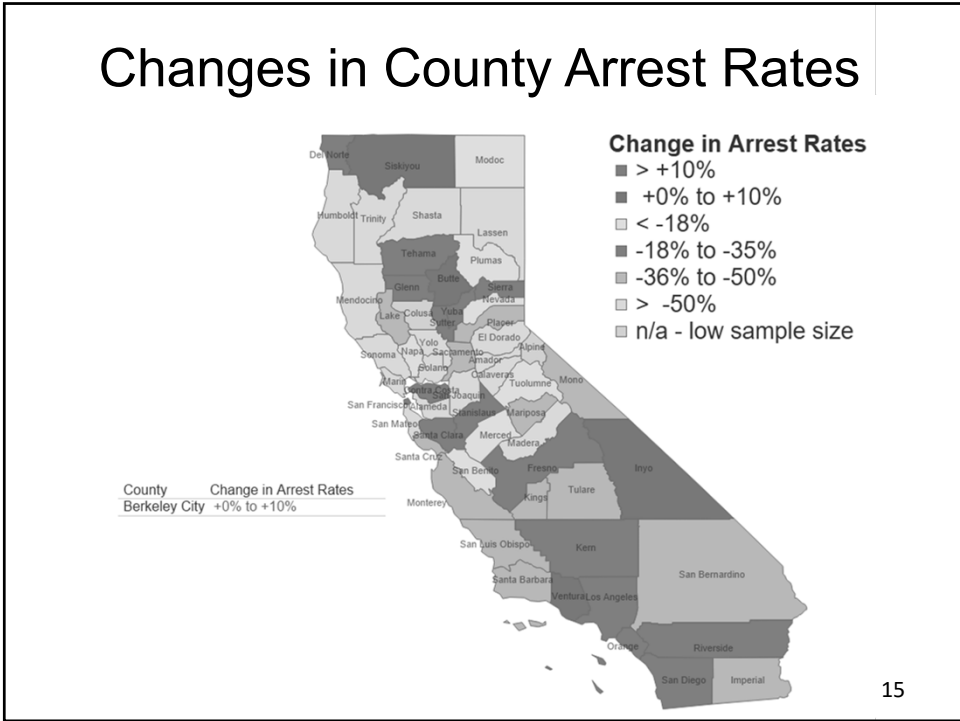 Changes in County Arrest Rates
Change in Arrest Rates
> +10%
+0% to +10%
< -18%
-18% to -35%
-36% to -50%
> -50%
n/a - low sample size
Del Norte
Siskiyou
Modoc
Humboldt
Trinity
Shasta
Lassen
Tehama
Plumas
Butte
Glenn
Sierra
Mendocino
Nevada
Lake
Colusa
Yuba
Sutter
Placer
Yolo
El Dorado
Sonoma
Napa
Sacramento
Alpine
Solano
Amador
Calaveras
Marin
Contra Costa
San Joaquin
Tuolumne
Mono
San Francisco
Alameda
Stanislaus
Mariposa
San Mateo
Santa Clara
Merced
Madera
Santa Cruz
San Benito
Fresno
Inyo
Monterey
Kings
Tulare
County Change in Arrest Rates
Berkeley City +0% to +10%
San Luis Obispo
Kern
Santa Barbara
San Bernardino
Ventura
Los Angeles
Orange
Riverside
San Diego
Imperial
15